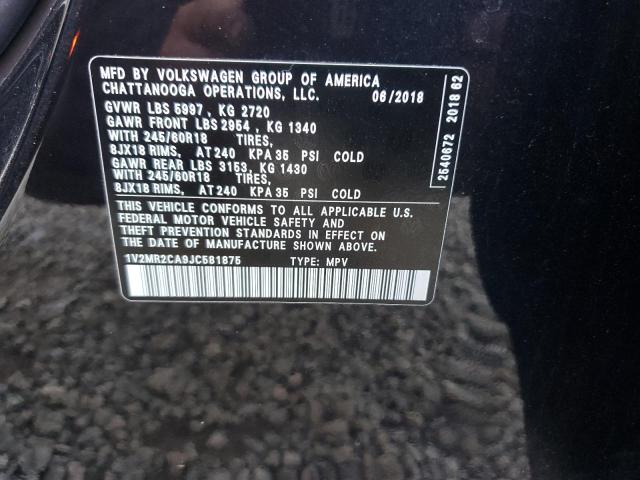 MFD BY VOLKSWAGEN GROUP OF AMERICA
CHATTANOOGA OPERATIONS, LLC. 06/2018
GVWR LBS 5997 , KG 2720
GAWR FRONT LBS 2954 , KG 1340
WITH 245/60R18 TIRES,
8JX18 RIMS, AT 240 KPA 35 PSI COLD
GAWR REAR LBS 3153 , KG 1430
WITH 245/60R18 TIRES,
8JX18 RIMS, AT 240 KPA 35 PSI COLD
THIS VEHICLE CONFORMS TO ALL APPLICABLE U.S.
FEDERAL MOTOR VEHICLE SAFETY AND
THEFT PREVENTION STANDARDS IN EFFECT ON
THE DATE OF MANUFACTURE SHOWN ABOVE.
1V2MR2CA9JC581875 TYPE: MPV
2540672 2018 62